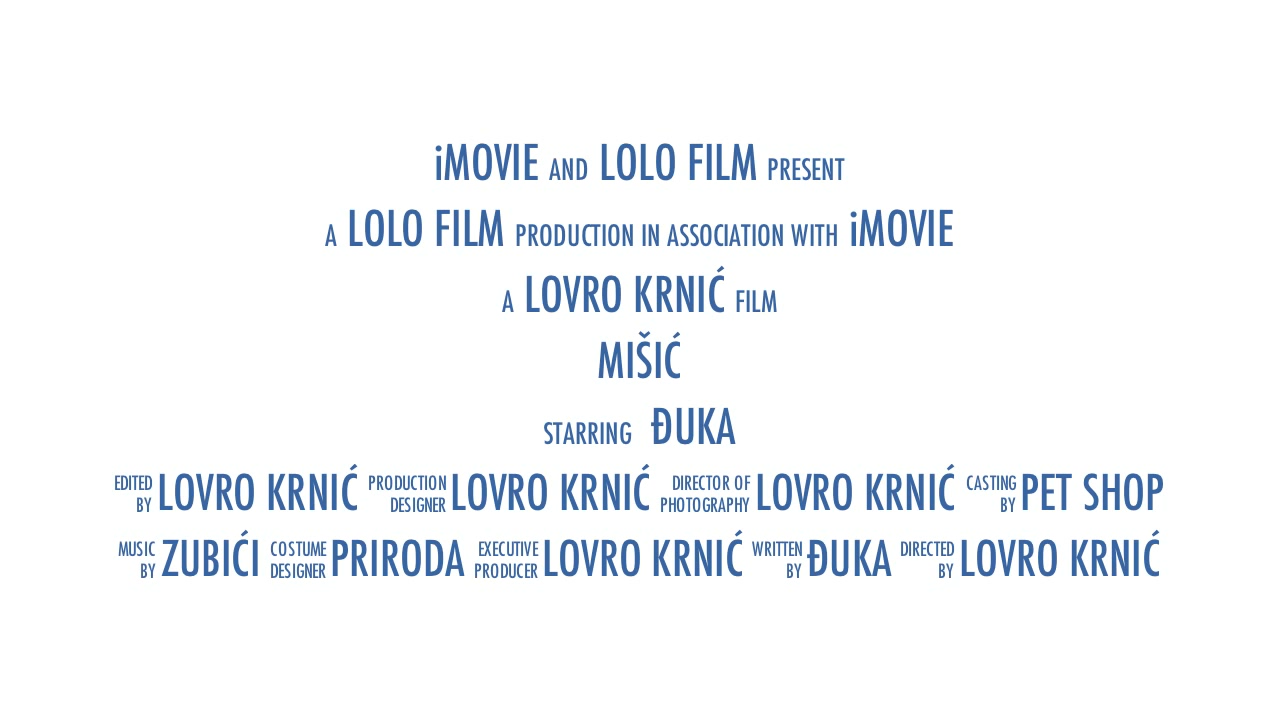 iMOVIE AND LOLO FILM PRESENT
A LOLO FILM PRODUCTION IN ASSOCIATION WITH iMOVIE
A LOVRO KRNIĆ FILM
MIŠIĆ
STARRING ĐUKA
EDITED BY LOVRO KRNIĆ PRODUCTION DESIGNER LOVRO KRNIĆ DIRECTOR OF PHOTOGRAPHY LOVRO KRNIĆ CASTING BY PET SHOP
MUSIC BY ZUBIĆI COSTUME DESIGNER PRIRODA EXECUTIVE PRODUCER LOVRO KRNIĆ WRITTEN BY ĐUKA DIRECTED BY LOVRO KRNIĆ